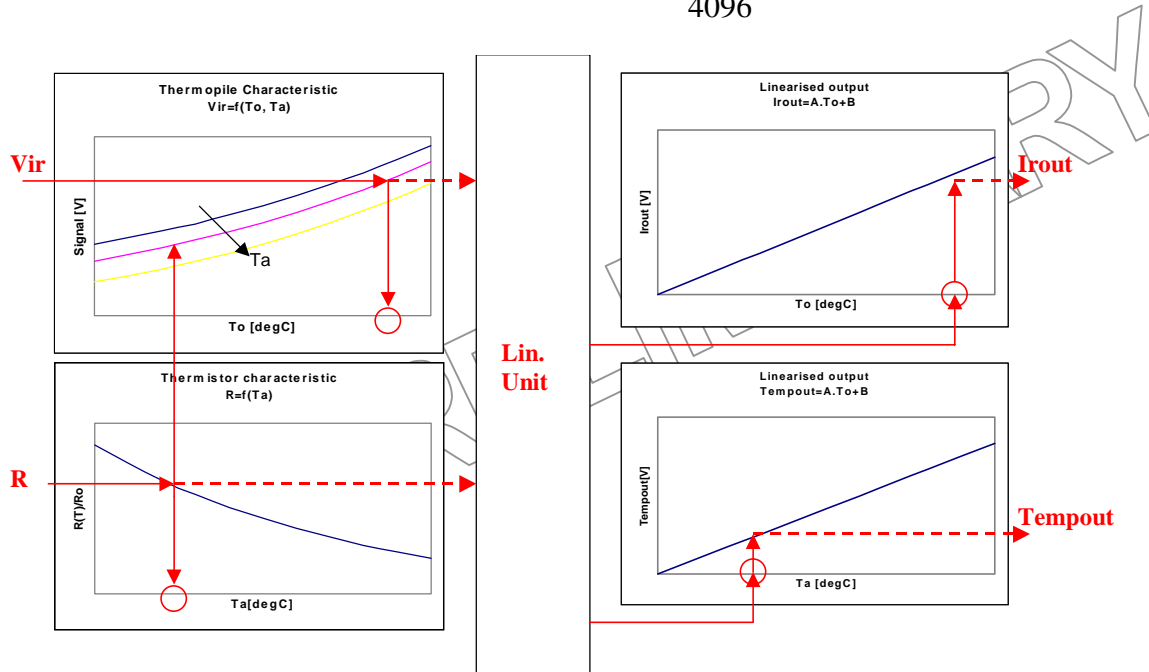 4096
Thermopile Characteristic
Vir=f(To, Ta)
Vir
Signal [V]
Ta
To [degC]
Thermistor characteristic
R=f(Ta)
R
R(T)/Ro
Ta[degC]
Lin.
Unit
Linearised output
Irout=A.To+B
Irout
Irout [V]
To [degC]
Linearised output
Tempout=A.To+B
Tempout[V]
Tempout
Ta [degC]
PRELIMINARY